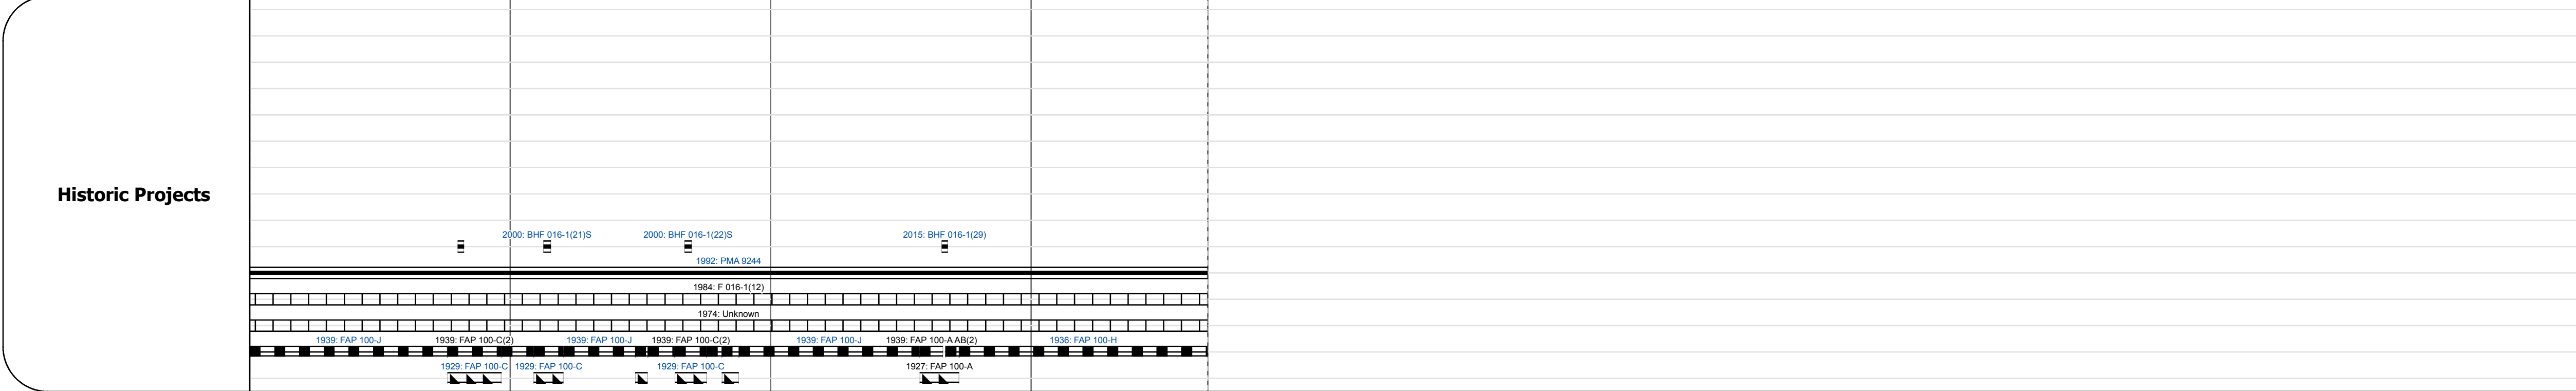 Historic Projects
2000: BHF 016-1(21)S 2000: BHF 016-1(22)S 2015: BHF 016-1(29)
1992: PMA 9244
1984: F 016-1(12)
1974: Unknown
1939: FAP 100-J 1939: FAP 100-C(2) 1939: FAP 100-J 1939: FAP 100-C(2) 1939: FAP 100-J 1939: FAP 100-A AB(2) 1936: FAP 100-H
1929: FAP 100-C 1929: FAP 100-C 1929: FAP 100-C 1927: FAP 100-A